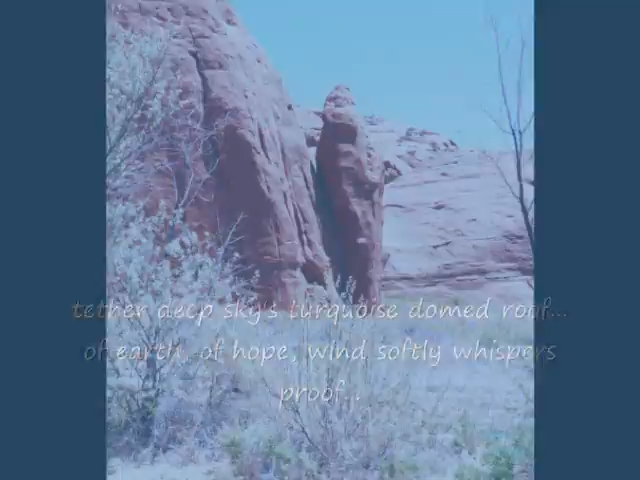 tether deep sky's turquoise domed roof...
of earth, of hope, wind softly whispers
proof...